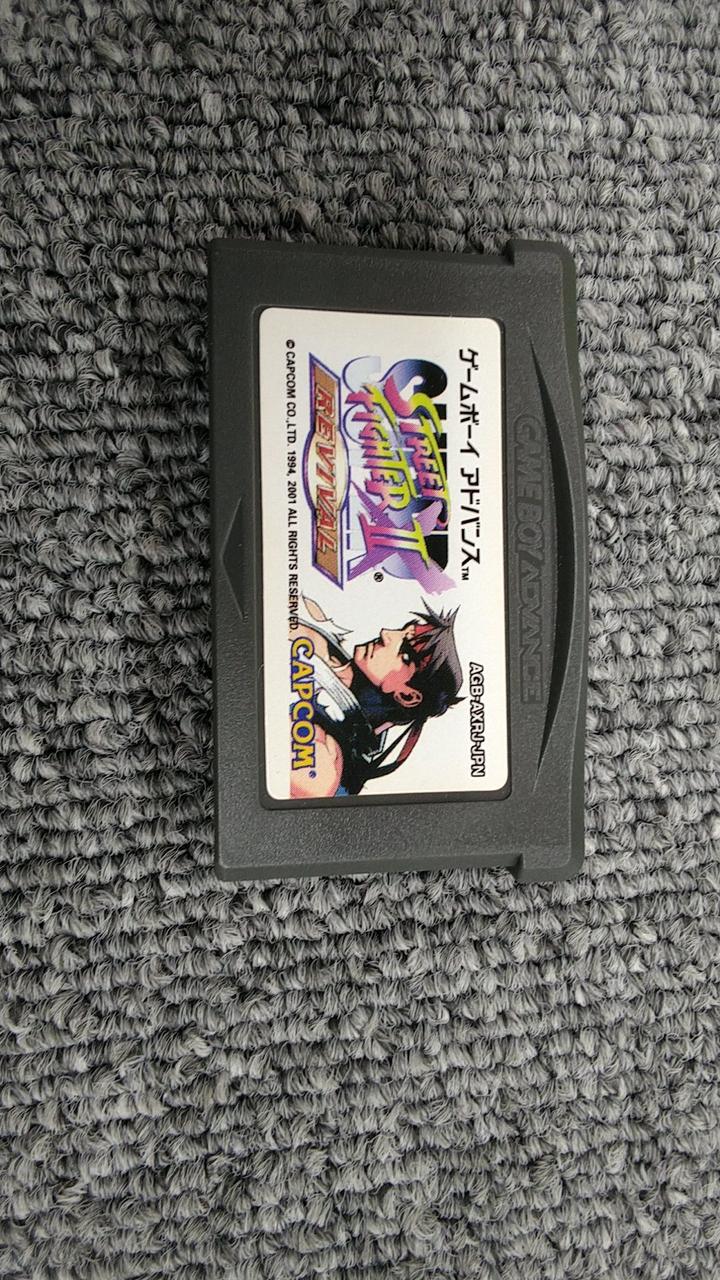 GAME BOY ADVANCE
ゲームボーイ アドバンス™
AGB-AXRJ-JPN
SUPER
STREET
FIGHTER II
X
®
REVIVAL
© CAPCOM CO., LTD. 1994, 2001 ALL RIGHTS RESERVED.
CAPCOM®